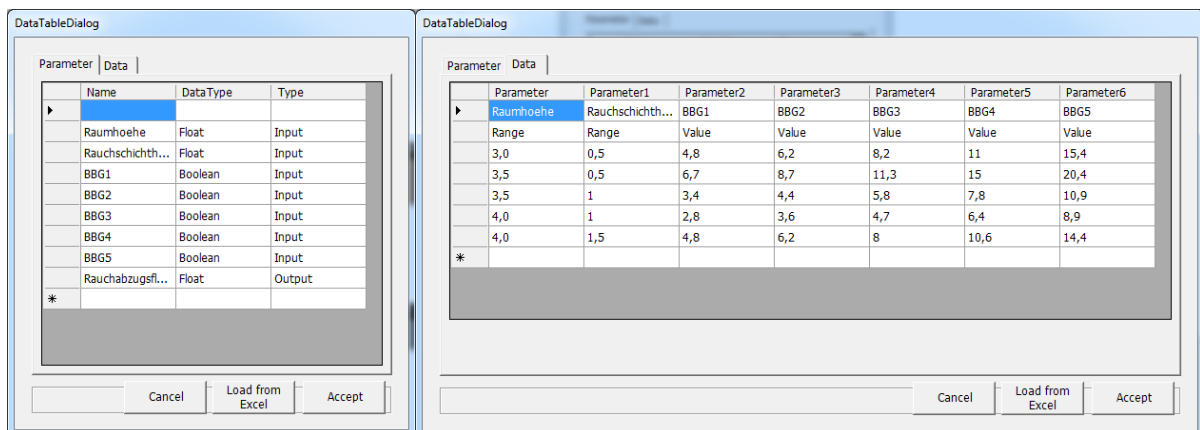 DataTableDialog
Parameter Data
Name DataType Type
Raumhoehe Float Input
Rauchschichth... Float Input
BBG1 Boolean Input
BBG2 Boolean Input
BBG3 Boolean Input
BBG4 Boolean Input
BBG5 Boolean Input
Rauchabzugsfl... Float Output
Cancel Load from Excel Accept
DataTableDialog
Parameter Data
Parameter Parameter1 Parameter2 Parameter3 Parameter4 Parameter5 Parameter6
Raumhoehe Rauchschichth... BBG1 BBG2 BBG3 BBG4 BBG5
Range Range Value Value Value Value Value
3,0 0,5 4,8 6,2 8,2 11 15,4
3,5 0,5 6,7 8,7 11,3 15 20,4
3,5 1 3,4 4,4 5,8 7,8 10,9
4,0 1 2,8 3,6 4,7 6,4 8,9
4,0 1,5 4,8 6,2 8 10,6 14,4
Cancel Load from Excel Accept